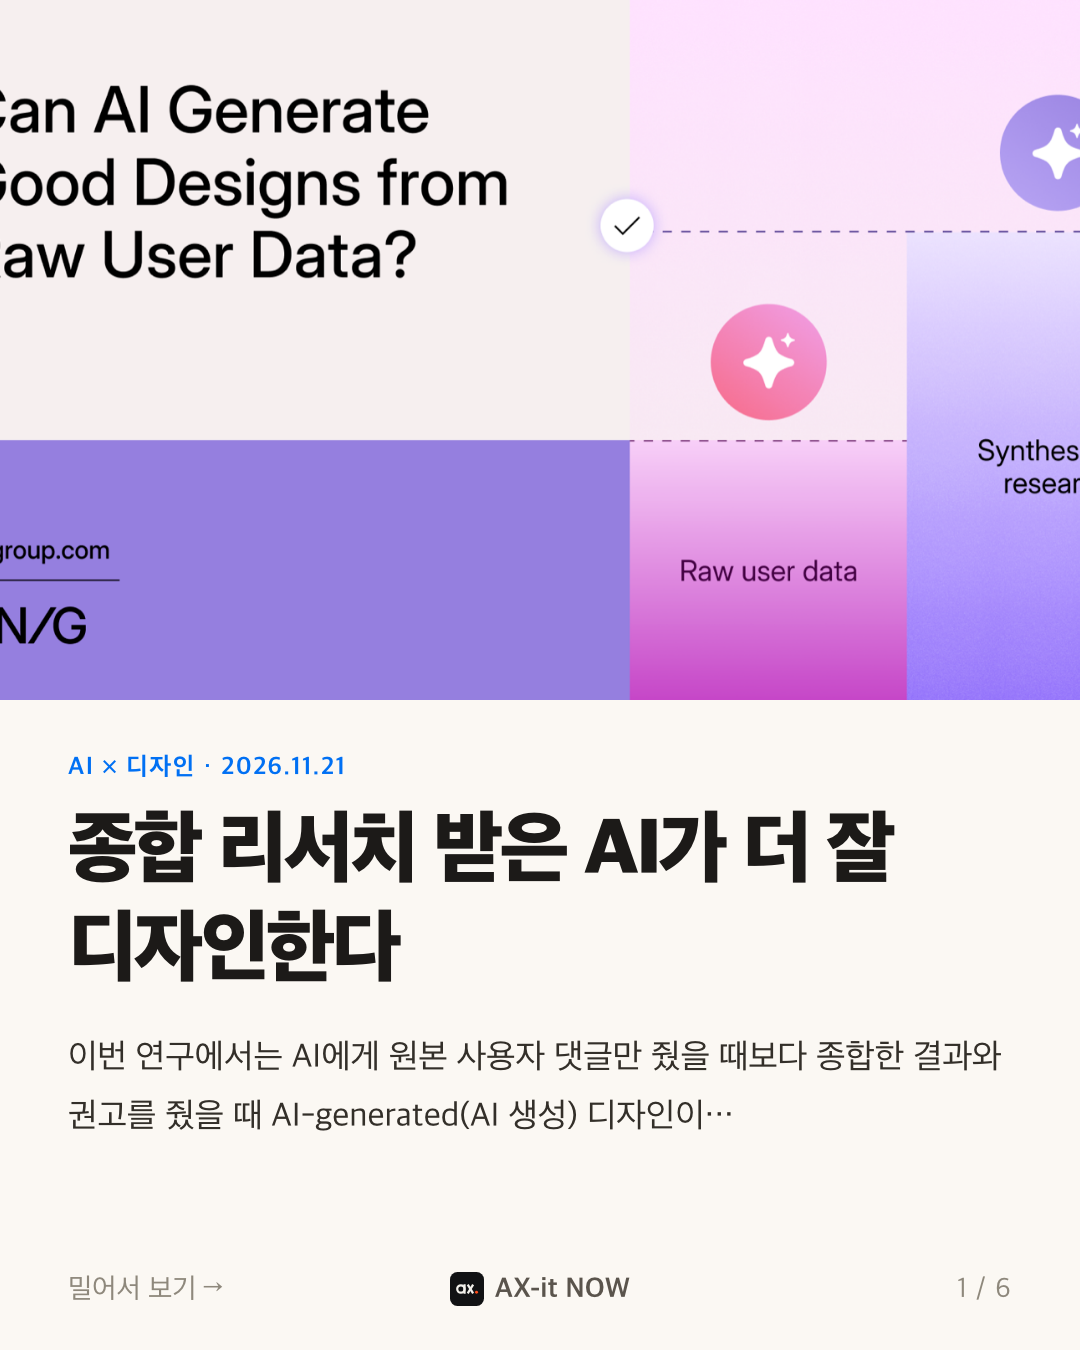 Can AI Generate
Good Designs from
Raw User Data?
group.com
N/G
Raw user data
Synthes
resear
AI × 디자인 · 2026.11.21
종합 리서치 받은 AI가 더 잘
디자인한다
이번 연구에서는 AI에게 원본 사용자 댓글만 줬을 때보다 종합한 결과와
권고를 줬을 때 AI-generated(AI 생성) 디자인이…
밀어서 보기 →
ax. AX-it NOW
1 / 6